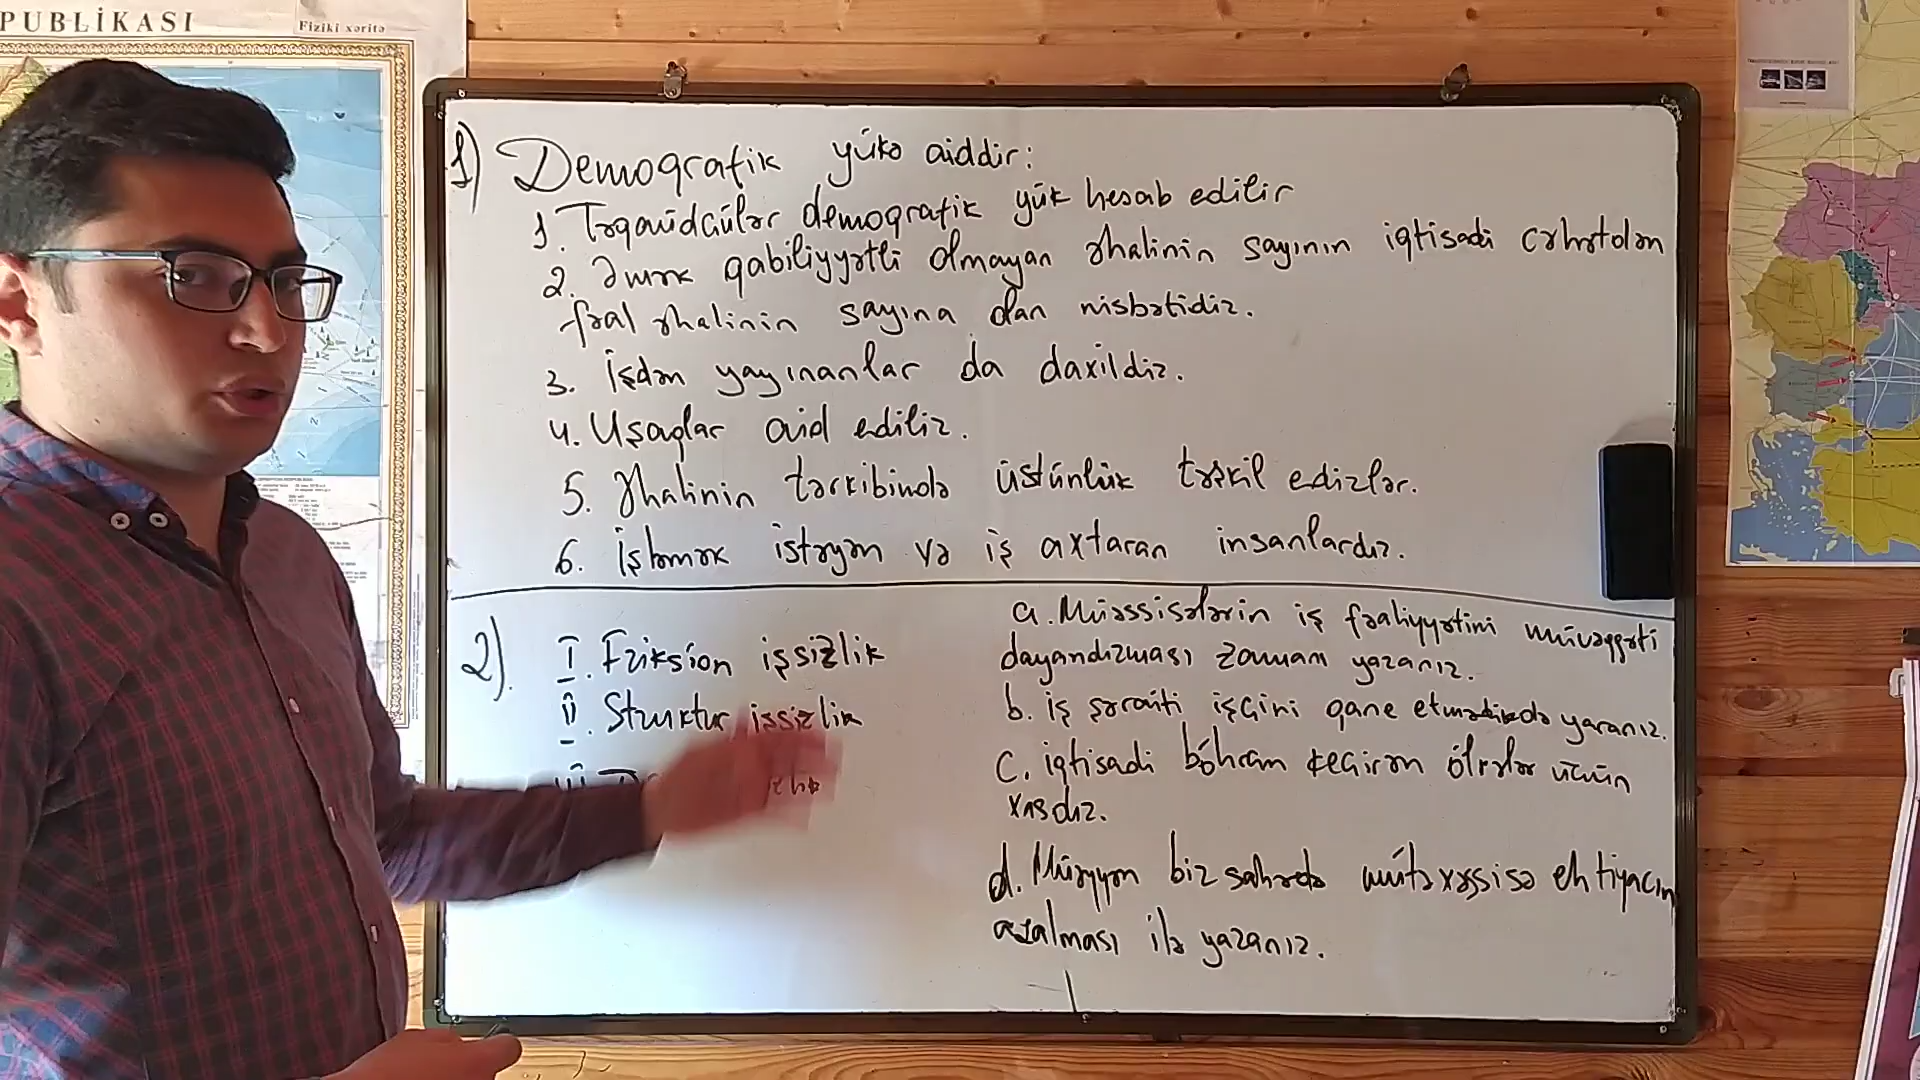 PUBLİKASI
Fiziki xəritə
1) Demoqrafik yükə aiddir:
1. Təqaüdçülər demoqrafik yük hesab edilir
2. Əmək qabiliyyətli olmayan əhalinin sayının iqtisadi cəhətdən
fəal əhalinin sayına olan nisbətidir.
3. İşdən yayınanlar da daxildir.
4. Uşaqlar aid edilir.
5. Əhalinin tərkibində üstünlük təşkil edirlər.
6. İşləmək istəyən və iş axtaran insanlardır.
2).
I. Friksion işsizlik
II. Struktur işsizlik
III
a. Müəssisələrin iş fəaliyyətini müvəqqəti
dayandırması zamanı yaranır.
b. iş şəraiti işçini qane etmədikdə yaranır.
c. iqtisadi böhran keçirən ölkələr üçün
xasdır.
d. Müəyyən bir sahədə mütəxəssisə ehtiyacın
azalması ilə yaranır.